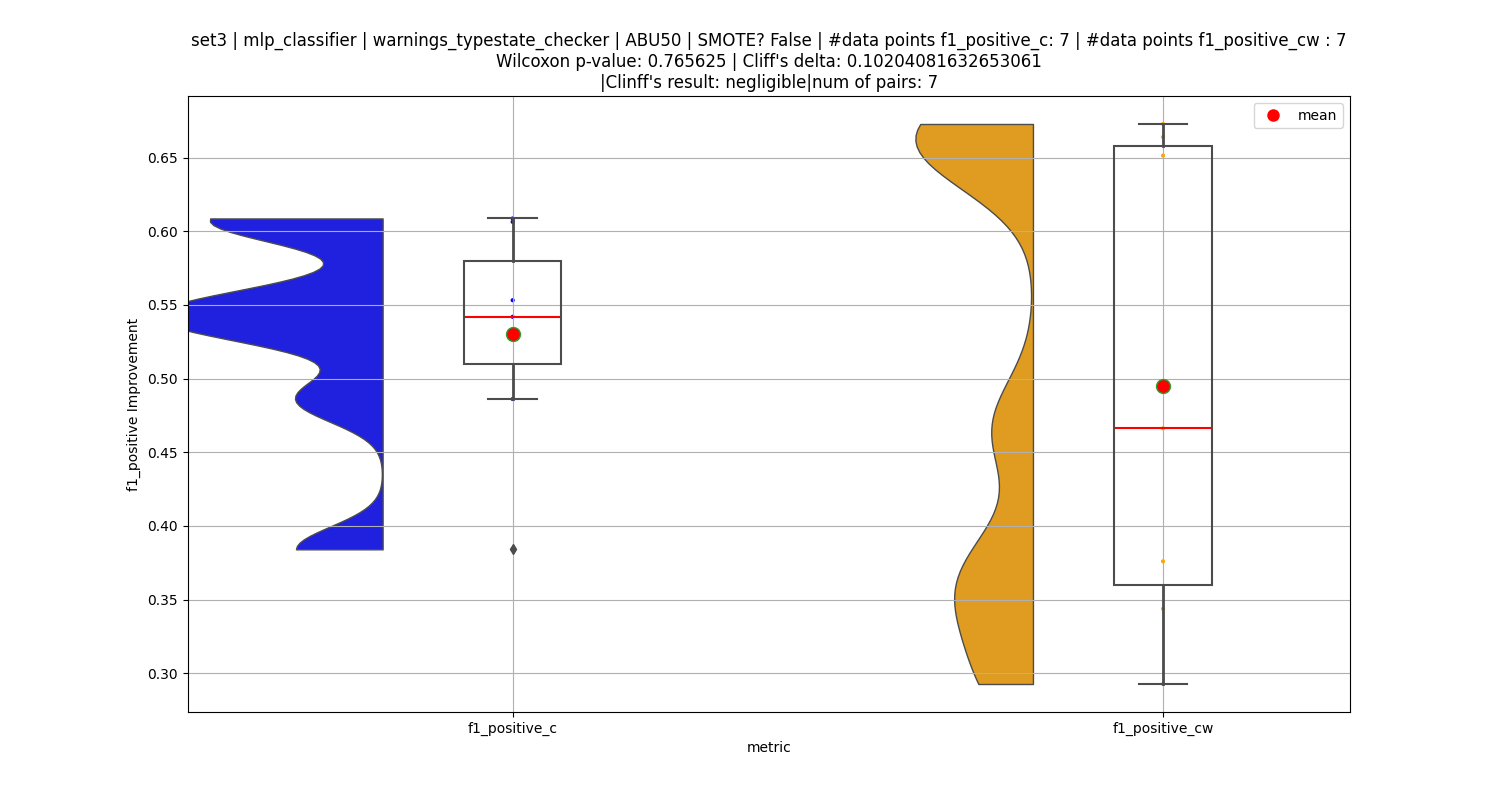 set3 | mlp_classifier | warnings_typestate_checker | ABU50 | SMOTE? False | #data points f1_positive_c: 7 | #data points f1_positive_cw : 7
Wilcoxon p-value: 0.765625 | Cliff's delta: 0.10204081632653061
|Clinff's result: negligible|num of pairs: 7
mean
0.65
0.60
0.55
0.50
0.45
0.40
0.35
0.30
f1_positive Improvement
f1_positive_c
f1_positive_cw
metric